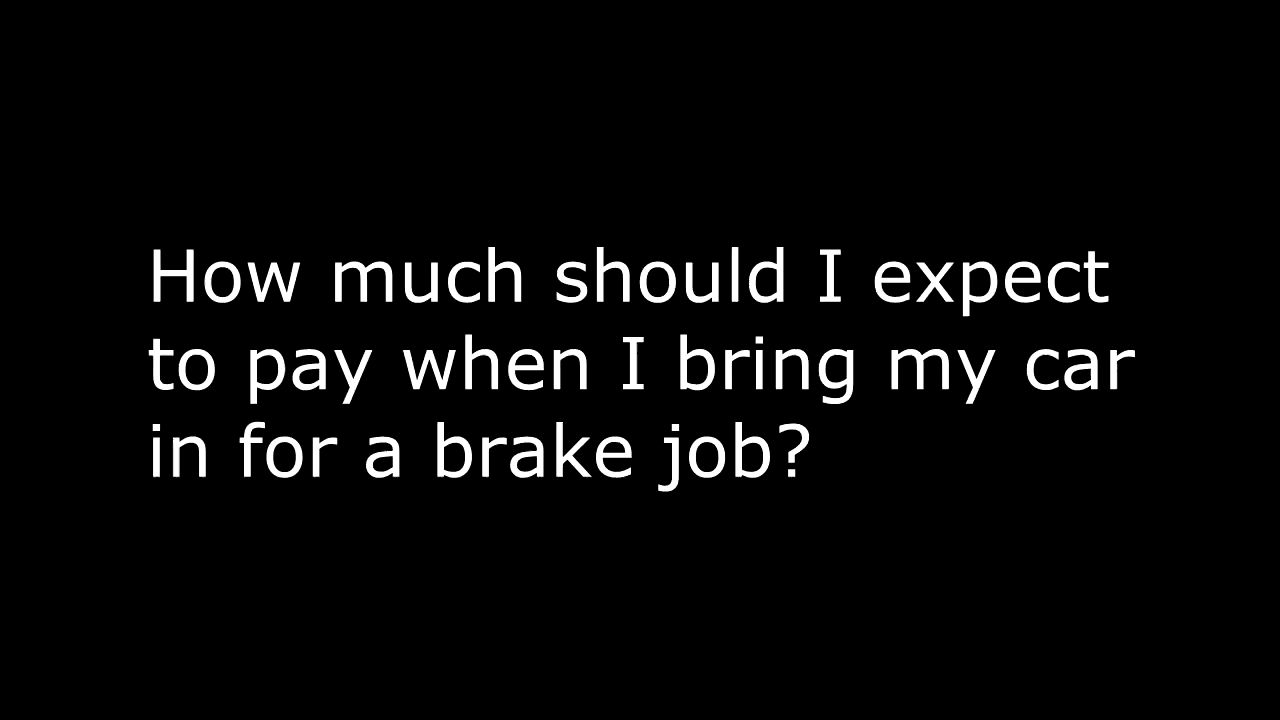 How much should I expect
to pay when I bring my car
in for a brake job?